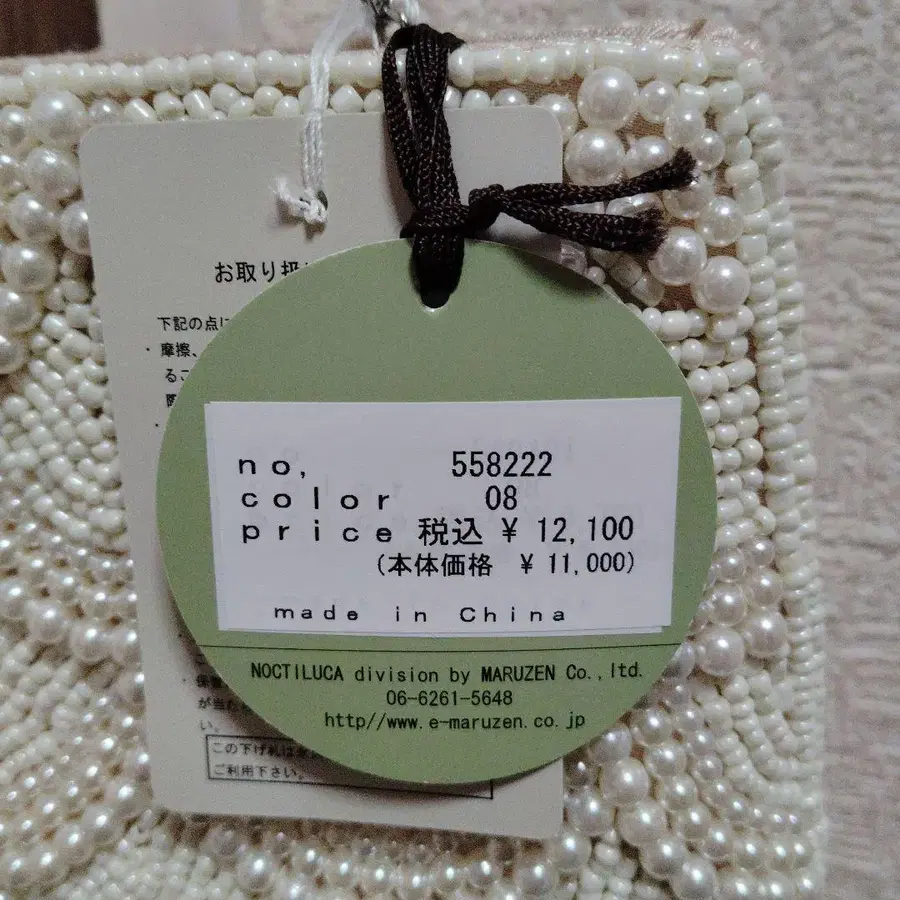 お取り扱
下記の点に
・摩擦、
るこ
no, 558222
color 08
price 税込 ¥ 12,100
(本体価格 ¥ 11,000)
made in China
NOCTILUCA division by MARUZEN Co.,ltd.
06-6261-5648
http//www.e-maruzen.co.jp
・保管
が当た
い。
この下げ札は
ご利用下さい。